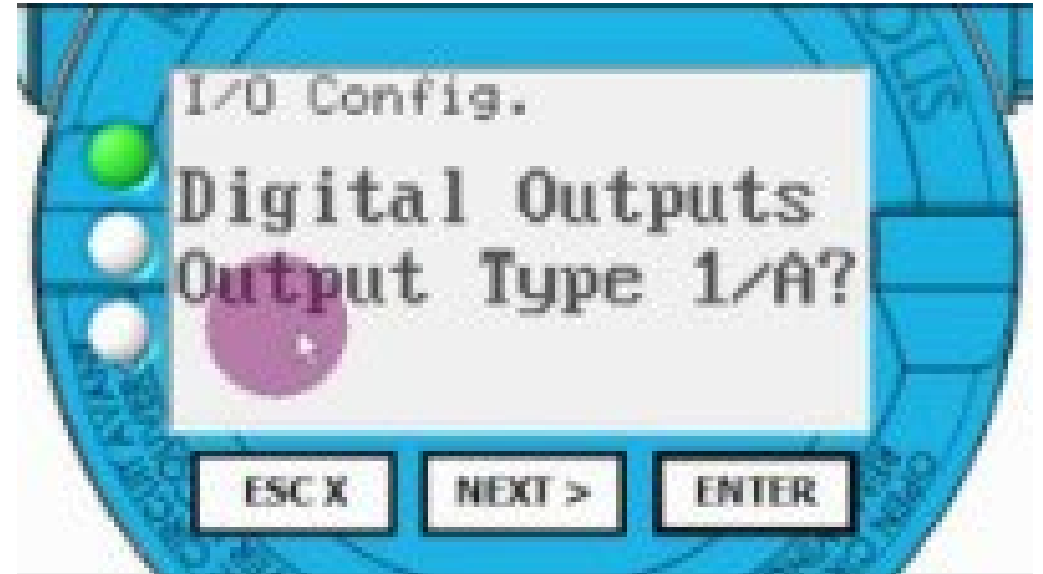 I/O Config.
Digital Outputs
Output Type 1/A?
ESC X
NEXT >
ENTER